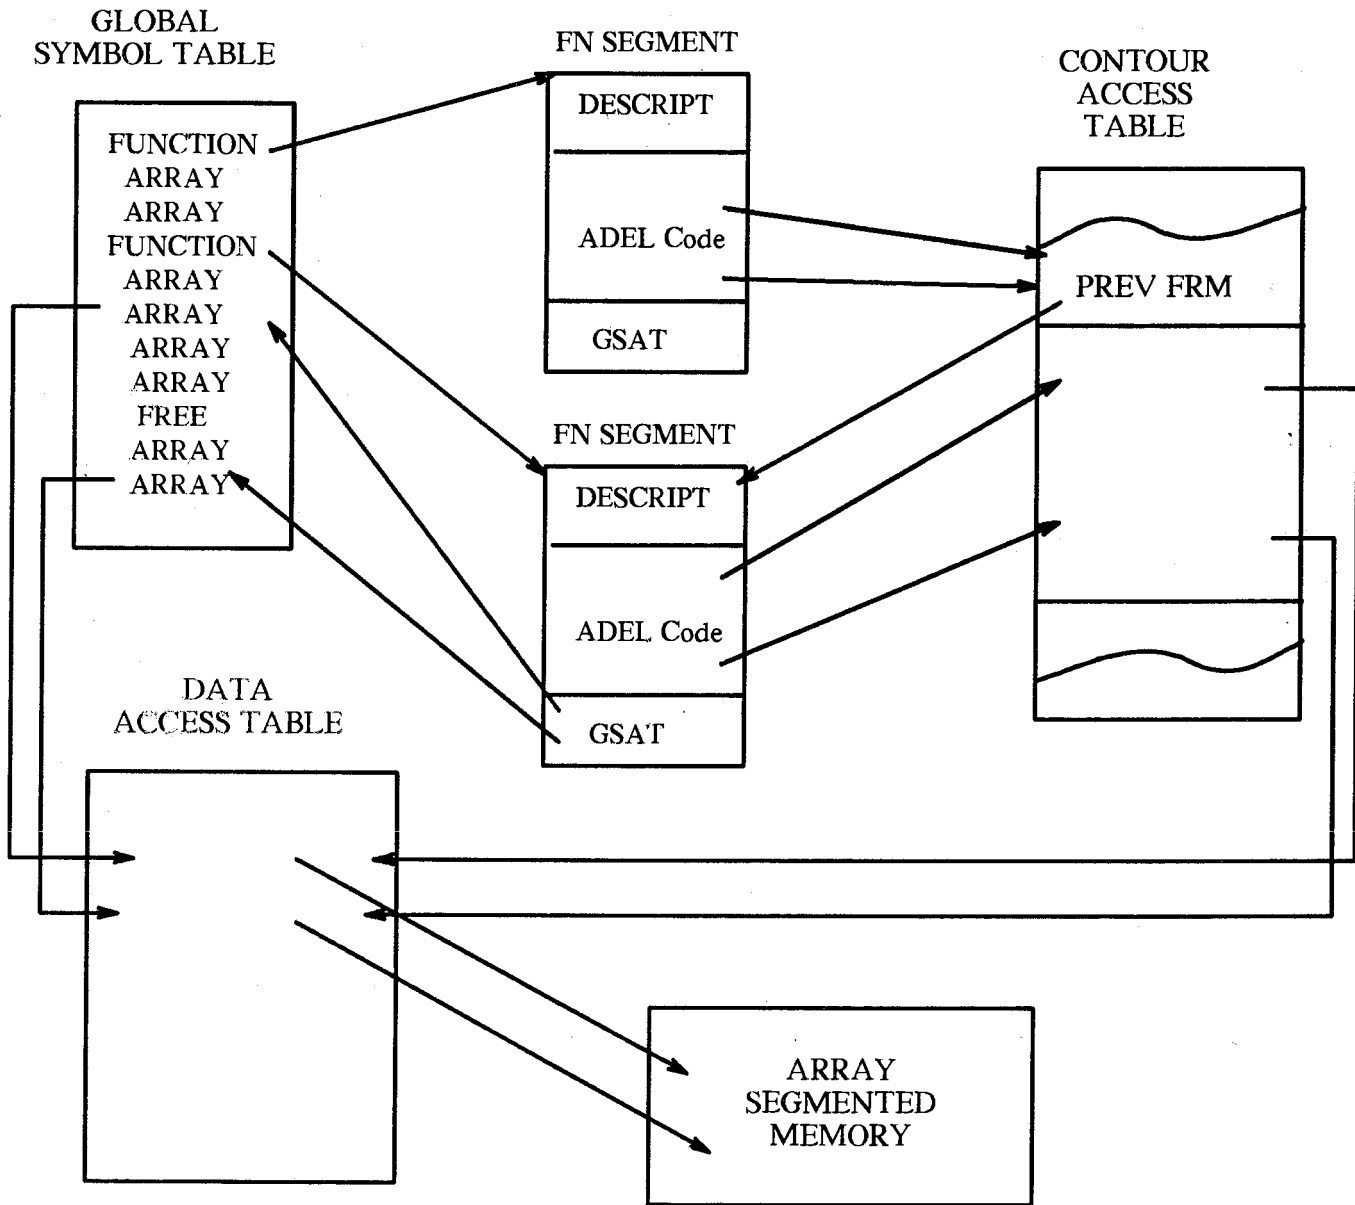 GLOBAL
SYMBOL TABLE
FUNCTION
ARRAY
ARRAY
FUNCTION
ARRAY
ARRAY
ARRAY
ARRAY
FREE
ARRAY
ARRAY
FN SEGMENT
DESCRIPT
ADEL Code
GSAT
CONTOUR
ACCESS
TABLE
PREV FRM
FN SEGMENT
DESCRIPT
ADEL Code
GSAT
DATA
ACCESS TABLE
ARRAY
SEGMENTED
MEMORY